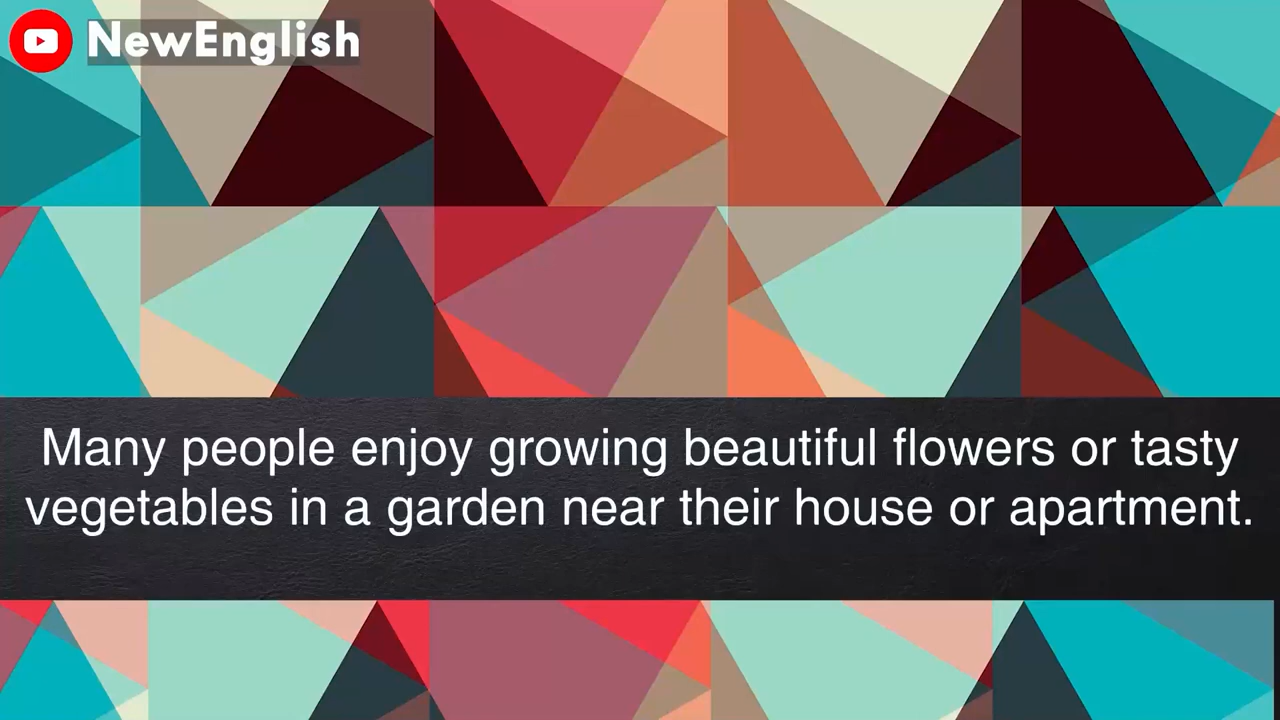 NewEnglish
Many people enjoy growing beautiful flowers or tasty
vegetables in a garden near their house or apartment.